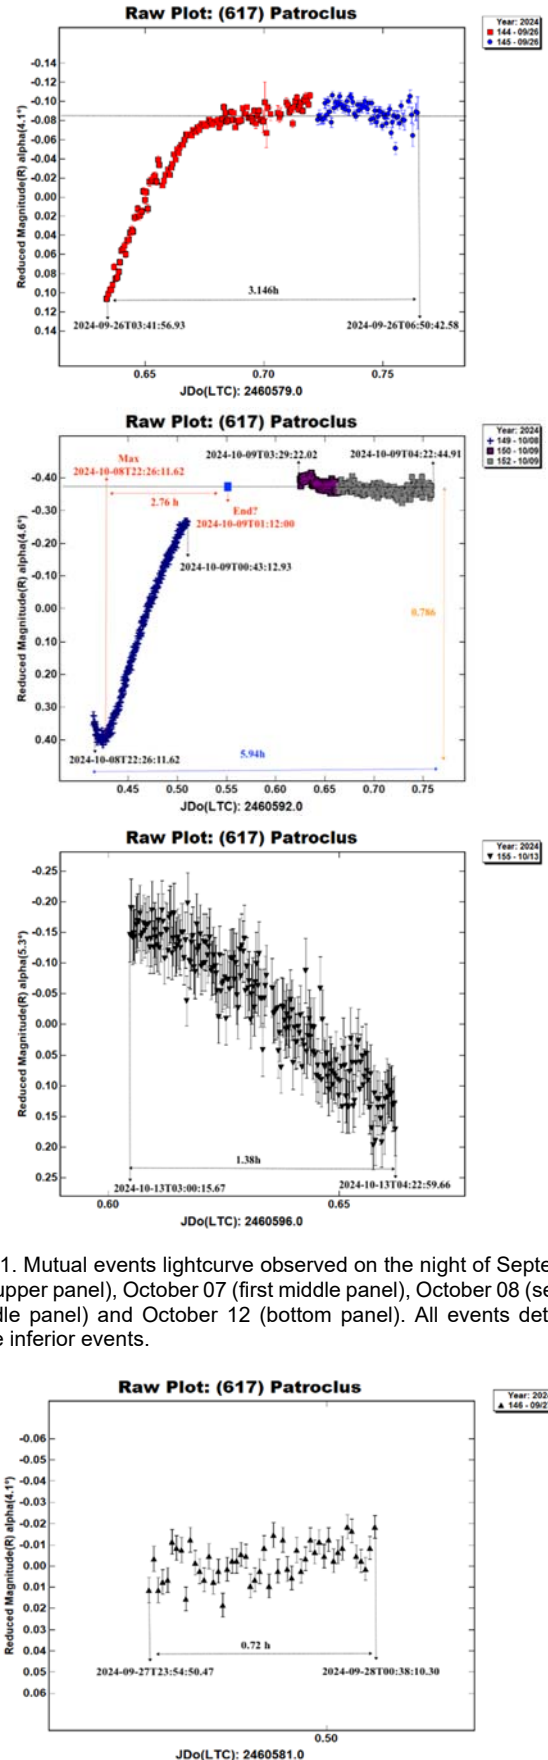 Raw Plot: (617) Patroclus
Year: 2024
144 - 09/26
145 - 09/26
-0.14
-0.12
-0.10
-0.08
-0.06
-0.04
-0.02
0.00
0.02
0.04
0.06
0.08
0.10
0.12
0.14
Reduced Magnitude(R) alpha(4.1°)
3.146h
2024-09-26T03:41:56.93
2024-09-26T06:50:42.58
0.65
0.70
0.75
JDo(LTC): 2460579.0
Raw Plot: (617) Patroclus
Year: 2024
149 - 10/08
150 - 10/09
152 - 10/09
Max
2024-10-08T22:26:11.62
2024-10-09T03:29:22.02
2024-10-09T04:22:44.91
2.76 h
End?
2024-10-09T01:12:00
2024-10-09T00:43:12.93
-0.40
-0.30
-0.20
-0.10
0.00
0.10
0.20
0.30
0.40
Reduced Magnitude(R) alpha(4.6°)
0.786
2024-10-08T22:26:11.62
5.94h
0.45
0.50
0.55
0.60
0.65
0.70
0.75
JDo(LTC): 2460592.0
Raw Plot: (617) Patroclus
Year: 2024
155 - 10/13
-0.25
-0.20
-0.15
-0.10
-0.05
0.00
0.05
0.10
0.15
0.20
0.25
Reduced Magnitude(R) alpha(5.3°)
1.38h
2024-10-13T03:00:15.67
2024-10-13T04:22:59.66
0.60
0.65
JDo(LTC): 2460596.0
1. Mutual events lightcurve observed on the night of Septe
upper panel), October 07 (first middle panel), October 08 (se
dle panel) and October 12 (bottom panel). All events det
e inferior events.
Raw Plot: (617) Patroclus
Year: 202
146 - 09/2
-0.06
-0.05
-0.04
-0.03
-0.02
-0.01
0.00
0.01
0.02
0.03
0.04
0.05
0.06
Reduced Magnitude(R) alpha(4.1°)
0.72 h
2024-09-27T23:54:50.47
2024-09-28T00:38:10.30
0.50
JDo(LTC): 2460581.0